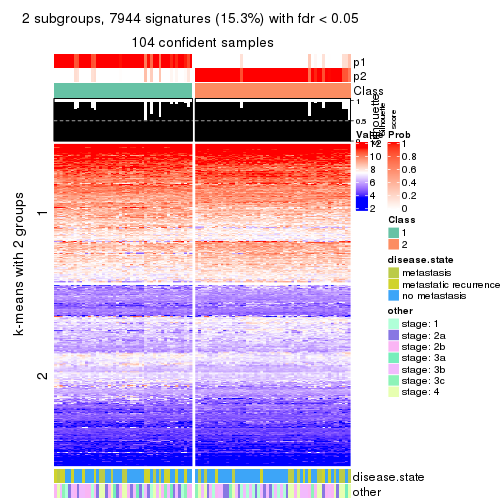 2 subgroups, 7944 signatures (15.3%) with fdr < 0.05
104 confident samples
p1
p2
Class
1
0.5
0
silhouette
score
k-means with 2 groups
1
2
Value
12
10
8
6
4
2
Prob
1
0.8
0.6
0.4
0.2
0
Class
1
2
disease.state
metastasis
metastatic recurrence
no metastasis
other
stage: 1
stage: 2a
stage: 2b
stage: 3a
stage: 3b
stage: 3c
stage: 4
disease.state
other